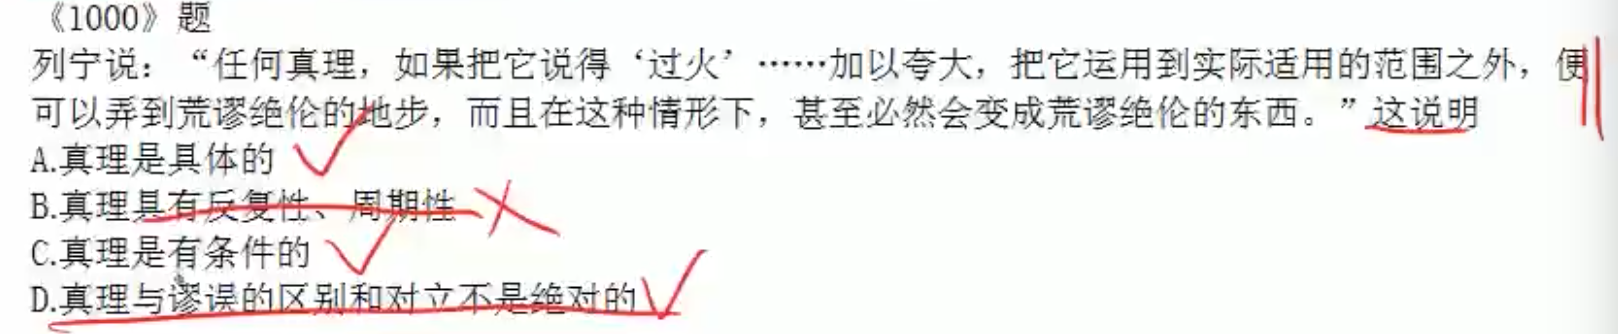 《1000》题
列宁说：“任何真理，如果把它说得‘过火’……加以夸大，把它运用到实际适用的范围之外，便
可以弄到荒谬绝伦的地步，而且在这种情形下，甚至必然会变成荒谬绝伦的东西。”这说明
A.真理是具体的
B.真理具有反复性、周期性
C.真理是有条件的
D.真理与谬误的区别和对立不是绝对的